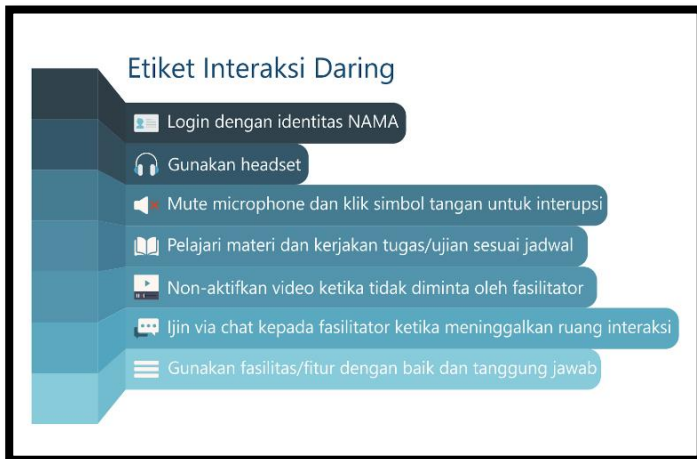 Etiket Interaksi Daring
Login dengan identitas NAMA
Gunakan headset
Mute microphone dan klik simbol tangan untuk interupsi
Pelajari materi dan kerjakan tugas/ujian sesuai jadwal
Non-aktifkan video ketika tidak diminta oleh fasilitator
Ijin via chat kepada fasilitator ketika meninggalkan ruang interaksi
Gunakan fasilitas/fitur dengan baik dan tanggung jawab